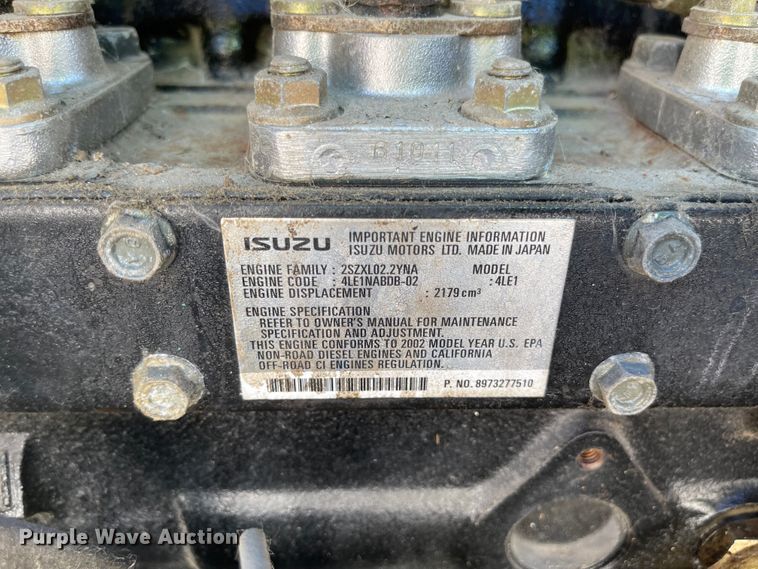 61011
ISUZU IMPORTANT ENGINE INFORMATION
ISUZU MOTORS LTD. MADE IN JAPAN
ENGINE FAMILY : 2SZXL02.2YNA MODEL
ENGINE CODE : 4LE1NABDB-02 :4LE1
ENGINE DISPLACEMENT : 2179cm³
ENGINE SPECIFICATION
REFER TO OWNER'S MANUAL FOR MAINTENANCE
SPECIFICATION AND ADJUSTMENT.
THIS ENGINE CONFORMS TO 2002 MODEL YEAR U.S. EPA
NON-ROAD DIESEL ENGINES AND CALIFORNIA
OFF-ROAD CI ENGINES REGULATION.
P. NO. 8973277510
Purple Wave Auction®